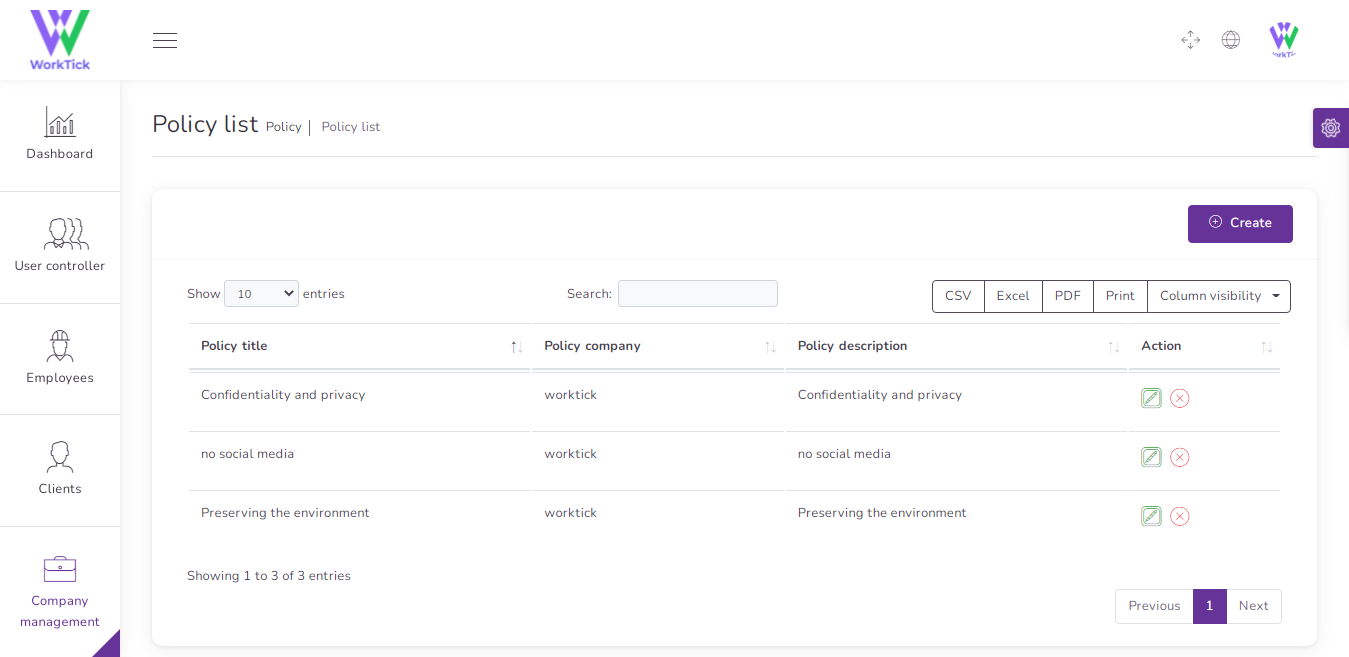 WorkTick
Dashboard
User controller
Employees
Clients
Company
management
Policy list Policy | Policy list
Create
Show 10 entries Search: CSV Excel PDF Print Column visibility
Policy title Policy company Policy description Action
Confidentiality and privacy worktick Confidentiality and privacy
no social media worktick no social media
Preserving the environment worktick Preserving the environment
Showing 1 to 3 of 3 entries
Previous 1 Next